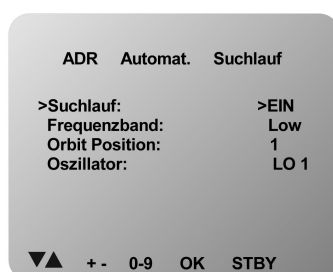 ADR Automat. Suchlauf
>Suchlauf: >EIN
Frequenzband: Low
Orbit Position: 1
Oszillator: LO 1
▼▲ + - 0-9 OK STBY